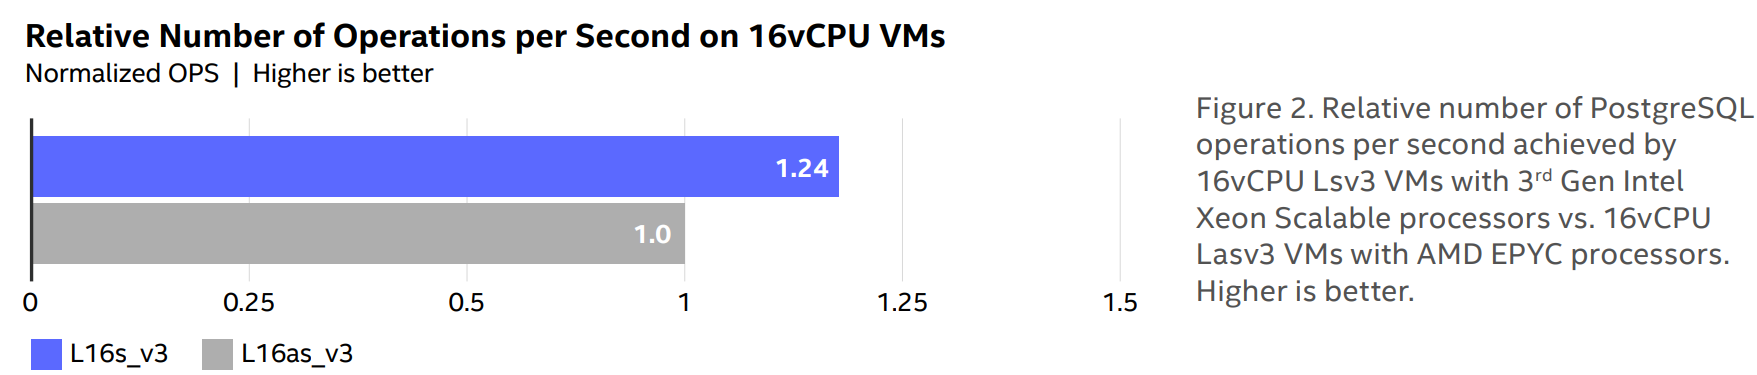 Relative Number of Operations per Second on 16vCPU VMs
Normalized OPS | Higher is better
1.24
1.0
0 0.25 0.5 1 1.25 1.5
L16s_v3 L16as_v3
Figure 2. Relative number of PostgreSQL
operations per second achieved by
16vCPU Lsv3 VMs with 3rd Gen Intel
Xeon Scalable processors vs. 16vCPU
Lasv3 VMs with AMD EPYC processors.
Higher is better.